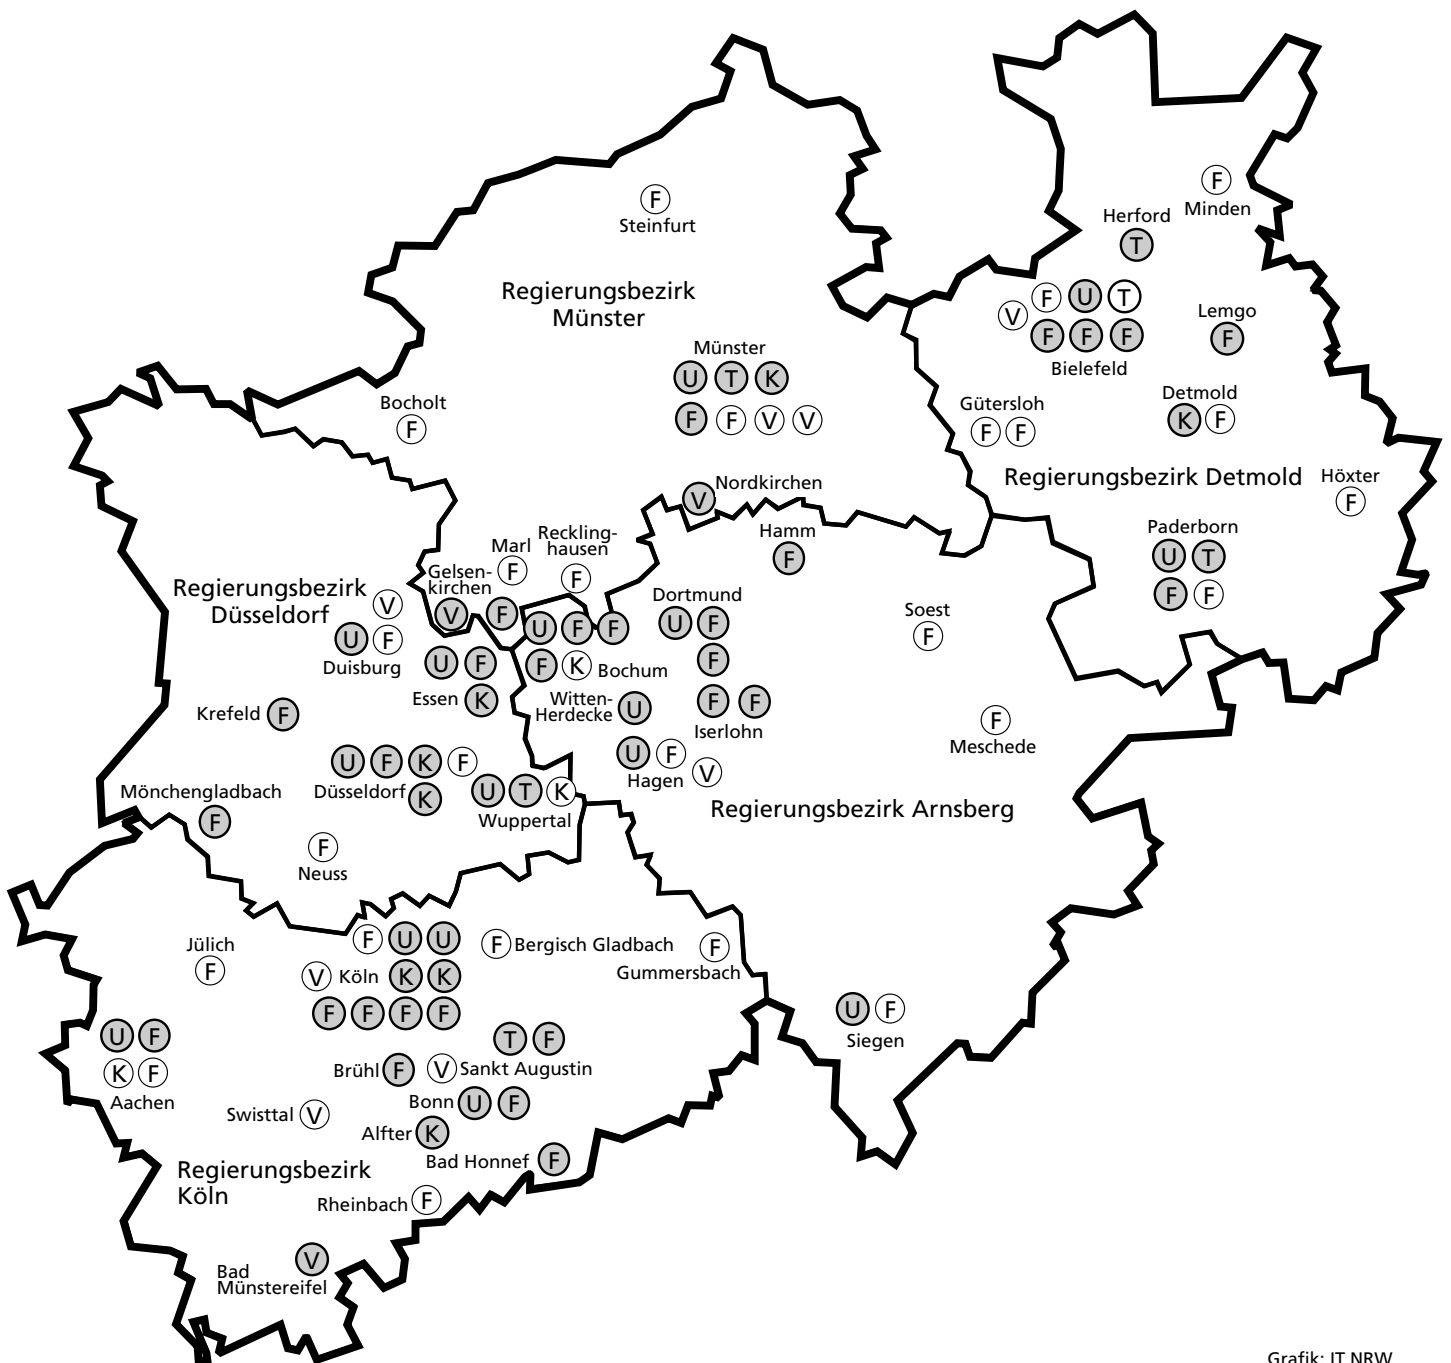 F
Steinfurt
F
Minden
Herford
T
Regierungsbezirk
Münster
V F U T
F F F
Bielefeld
Lemgo
F
Münster
U T K
F F V V
Bocholt
F
Gütersloh
F F
Detmold
K F
Regierungsbezirk Detmold
Höxter
F
V Nordkirchen
Hamm
F
Paderborn
U T
F F
Marl
F
Reckling-
hausen
F
Gelsen-
kirchen
V F
Regierungsbezirk
Düsseldorf
V
U F
Duisburg
U F F
F K Bochum
Dortmund
U F
F
Soest
F
U F
Essen K
Witten-
Herdecke U
F F
Iserlohn
Krefeld F
F
Meschede
U F K F
Düsseldorf K
U T K
Wuppertal
U F
Hagen V
Mönchengladbach
F
Regierungsbezirk Arnsberg
F
Neuss
Jülich
F
F U U
V Köln K K
F F F F
F Bergisch Gladbach
F
Gummersbach
U F
Siegen
U F
K F
Aachen
T F
Brühl F
V Sankt Augustin
Bonn U F
Swisttal V
Alfter K
Bad Honnef F
Regierungsbezirk
Köln
Rheinbach F
V
Bad
Münstereifel
Grafik: IT.NRW